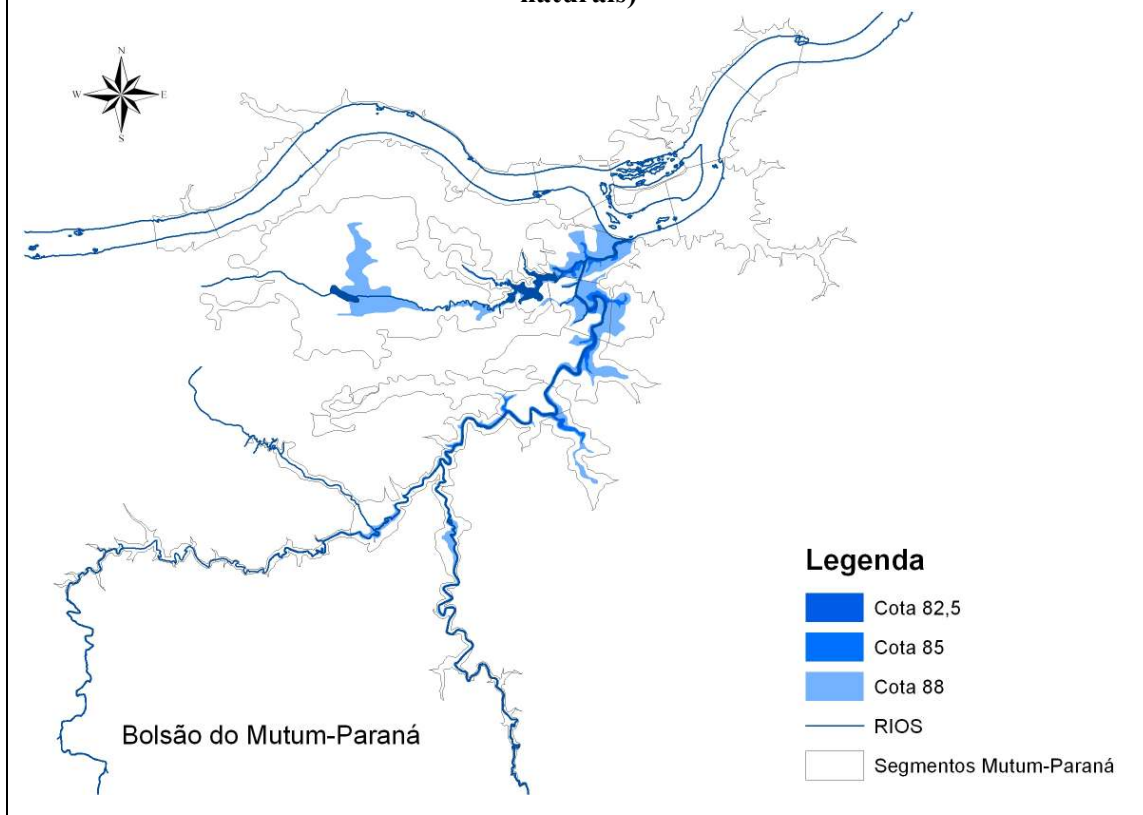 naturais)
N
W E
S
Legenda
Cota 82,5
Cota 85
Cota 88
RIOS
Segmentos Mutum-Paraná
Bolsão do Mutum-Paraná